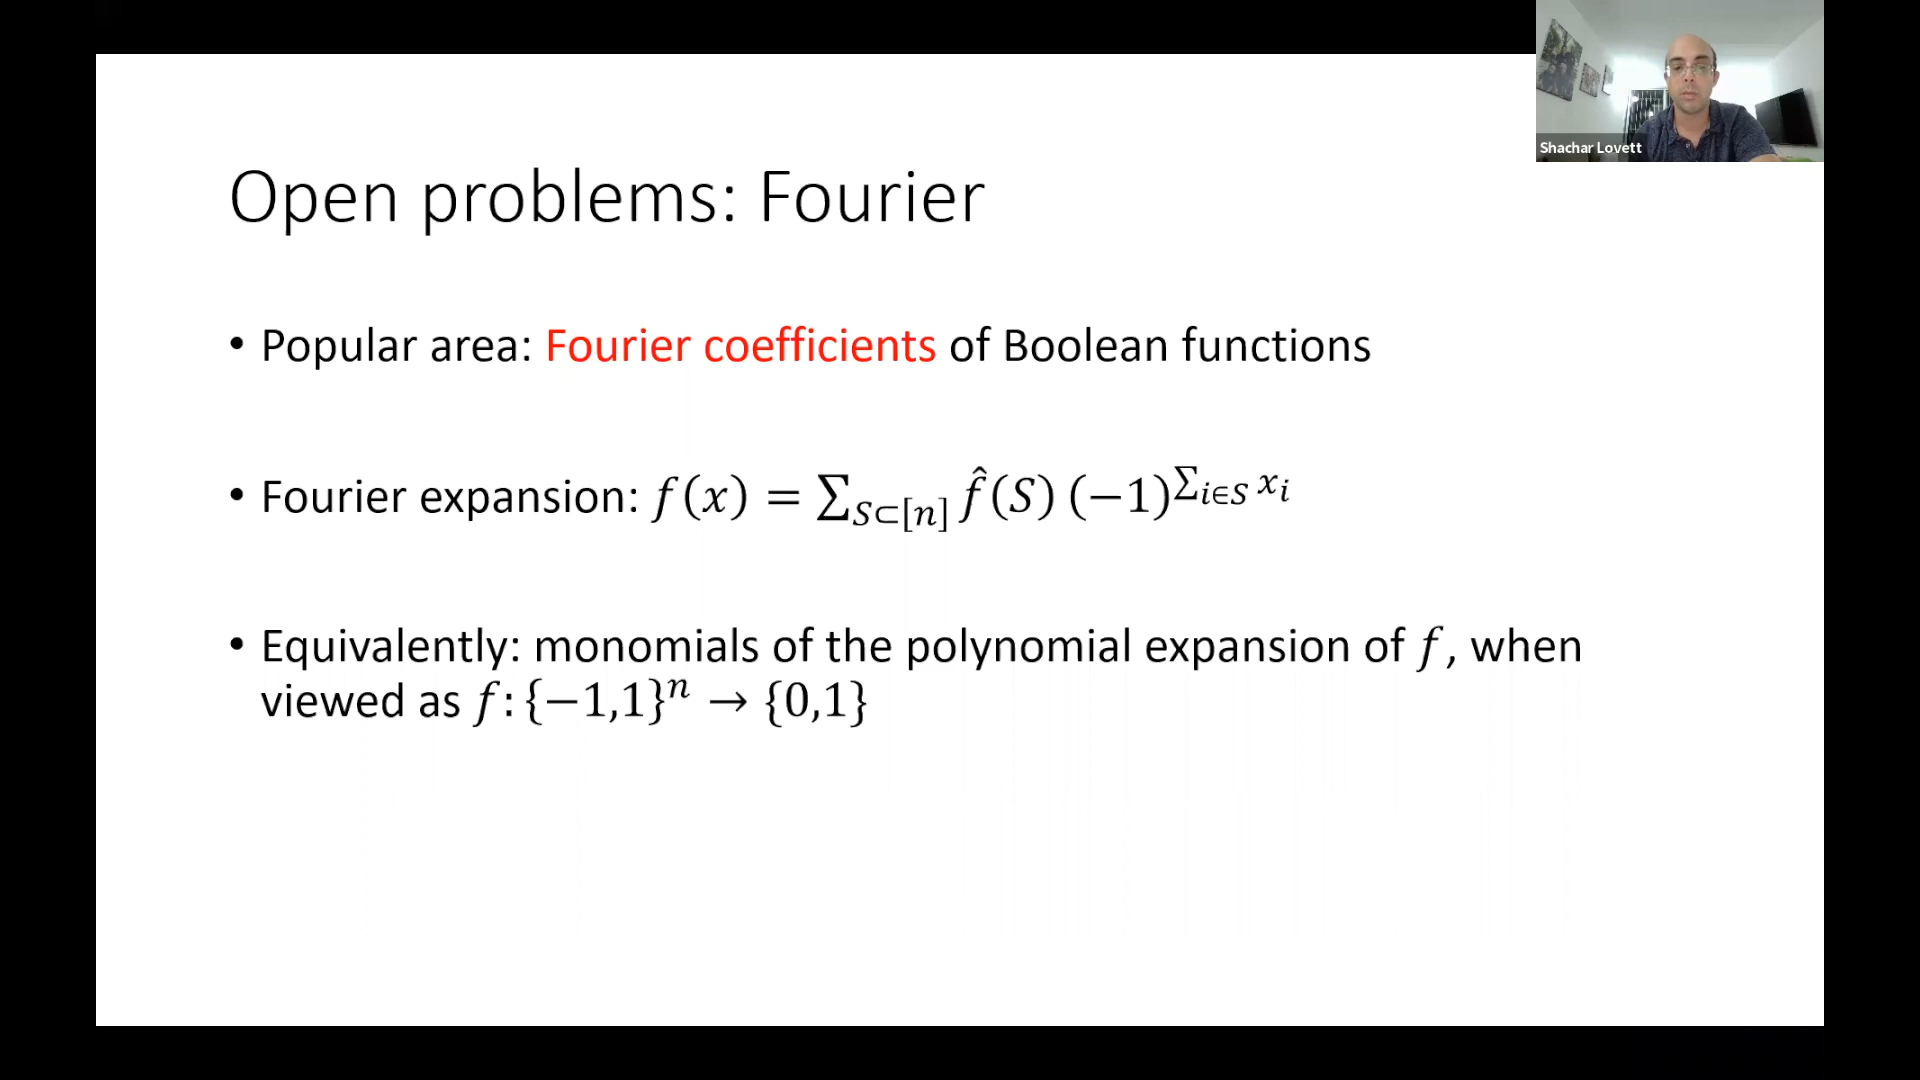 Shachar Lovett
Open problems: Fourier
• Popular area: Fourier coefficients of Boolean functions
• Fourier expansion: f(x) = ∑_{S⊂[n]} f̂(S) (−1)^{∑_{i∈S} x_i}
• Equivalently: monomials of the polynomial expansion of f, when
viewed as f: {−1,1}ⁿ → {0,1}